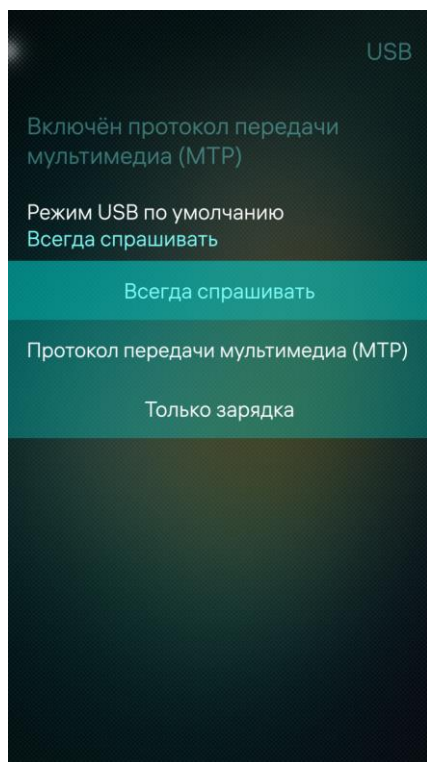 USB
Включён протокол передачи
мультимедиа (MTP)
Режим USB по умолчанию
Всегда спрашивать
Всегда спрашивать
Протокол передачи мультимедиа (MTP)
Только зарядка